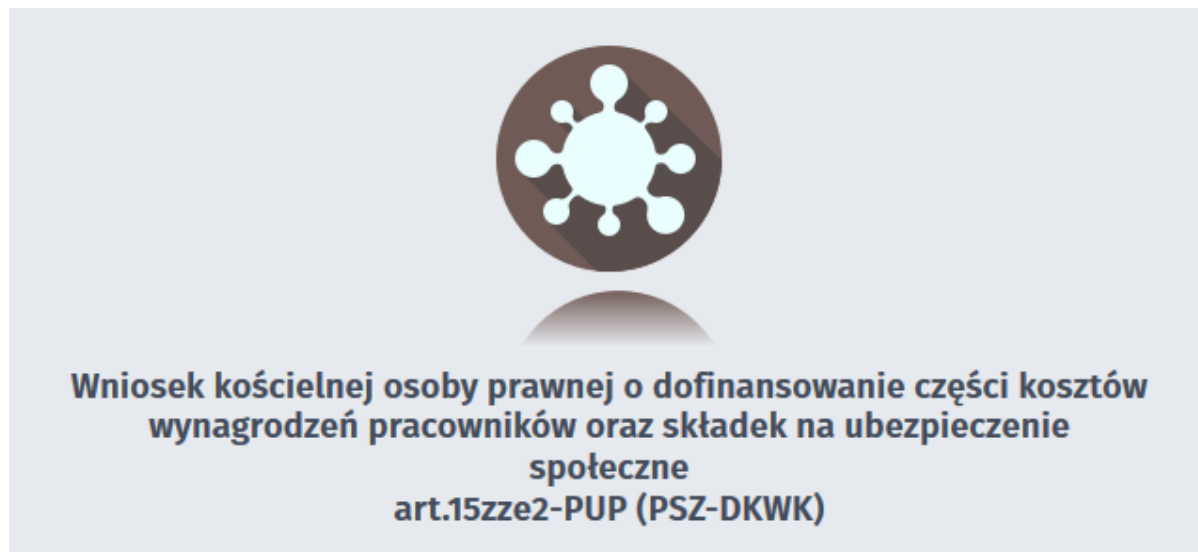 Wniosek kościelnej osoby prawnej o dofinansowanie części kosztów
wynagrodzeń pracowników oraz składek na ubezpieczenie
społeczne
art.15zze2-PUP (PSZ-DKWK)